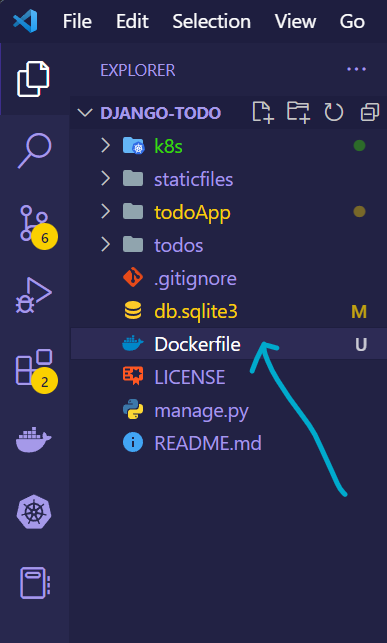 File Edit Selection View Go
EXPLORER ...
DJANGO-TODO
k8s
staticfiles
todoApp
todos
.gitignore
db.sqlite3 M
Dockerfile U
LICENSE
manage.py
README.md
6
2